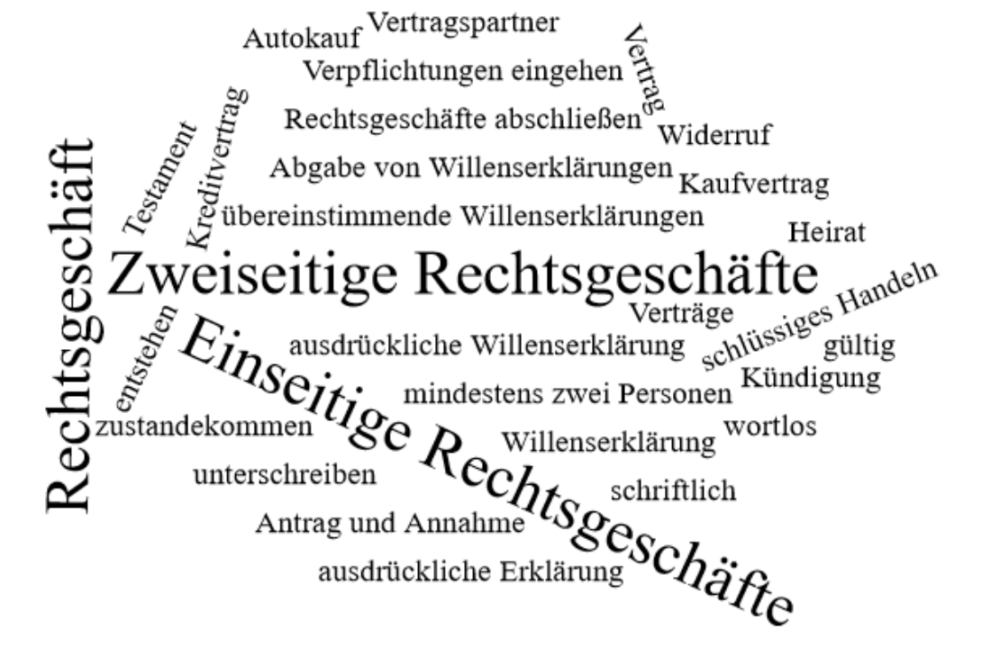 Vertragspartner
Autokauf
Vertrag
Verpflichtungen eingehen
Rechtsgeschäfte abschließen
Widerruf
Testament
Kreditvertrag
Abgabe von Willenserklärungen
Kaufvertrag
übereinstimmende Willenserklärungen
Heirat
Rechtsgeschäft
Zweiseitige Rechtsgeschäfte
Verträge
schlüssiges Handeln
entstehen
Einseitige Rechtsgeschäfte
ausdrückliche Willenserklärung
gültig
Kündigung
mindestens zwei Personen
zustandekommen
wortlos
Willenserklärung
unterschreiben
schriftlich
Antrag und Annahme
ausdrückliche Erklärung